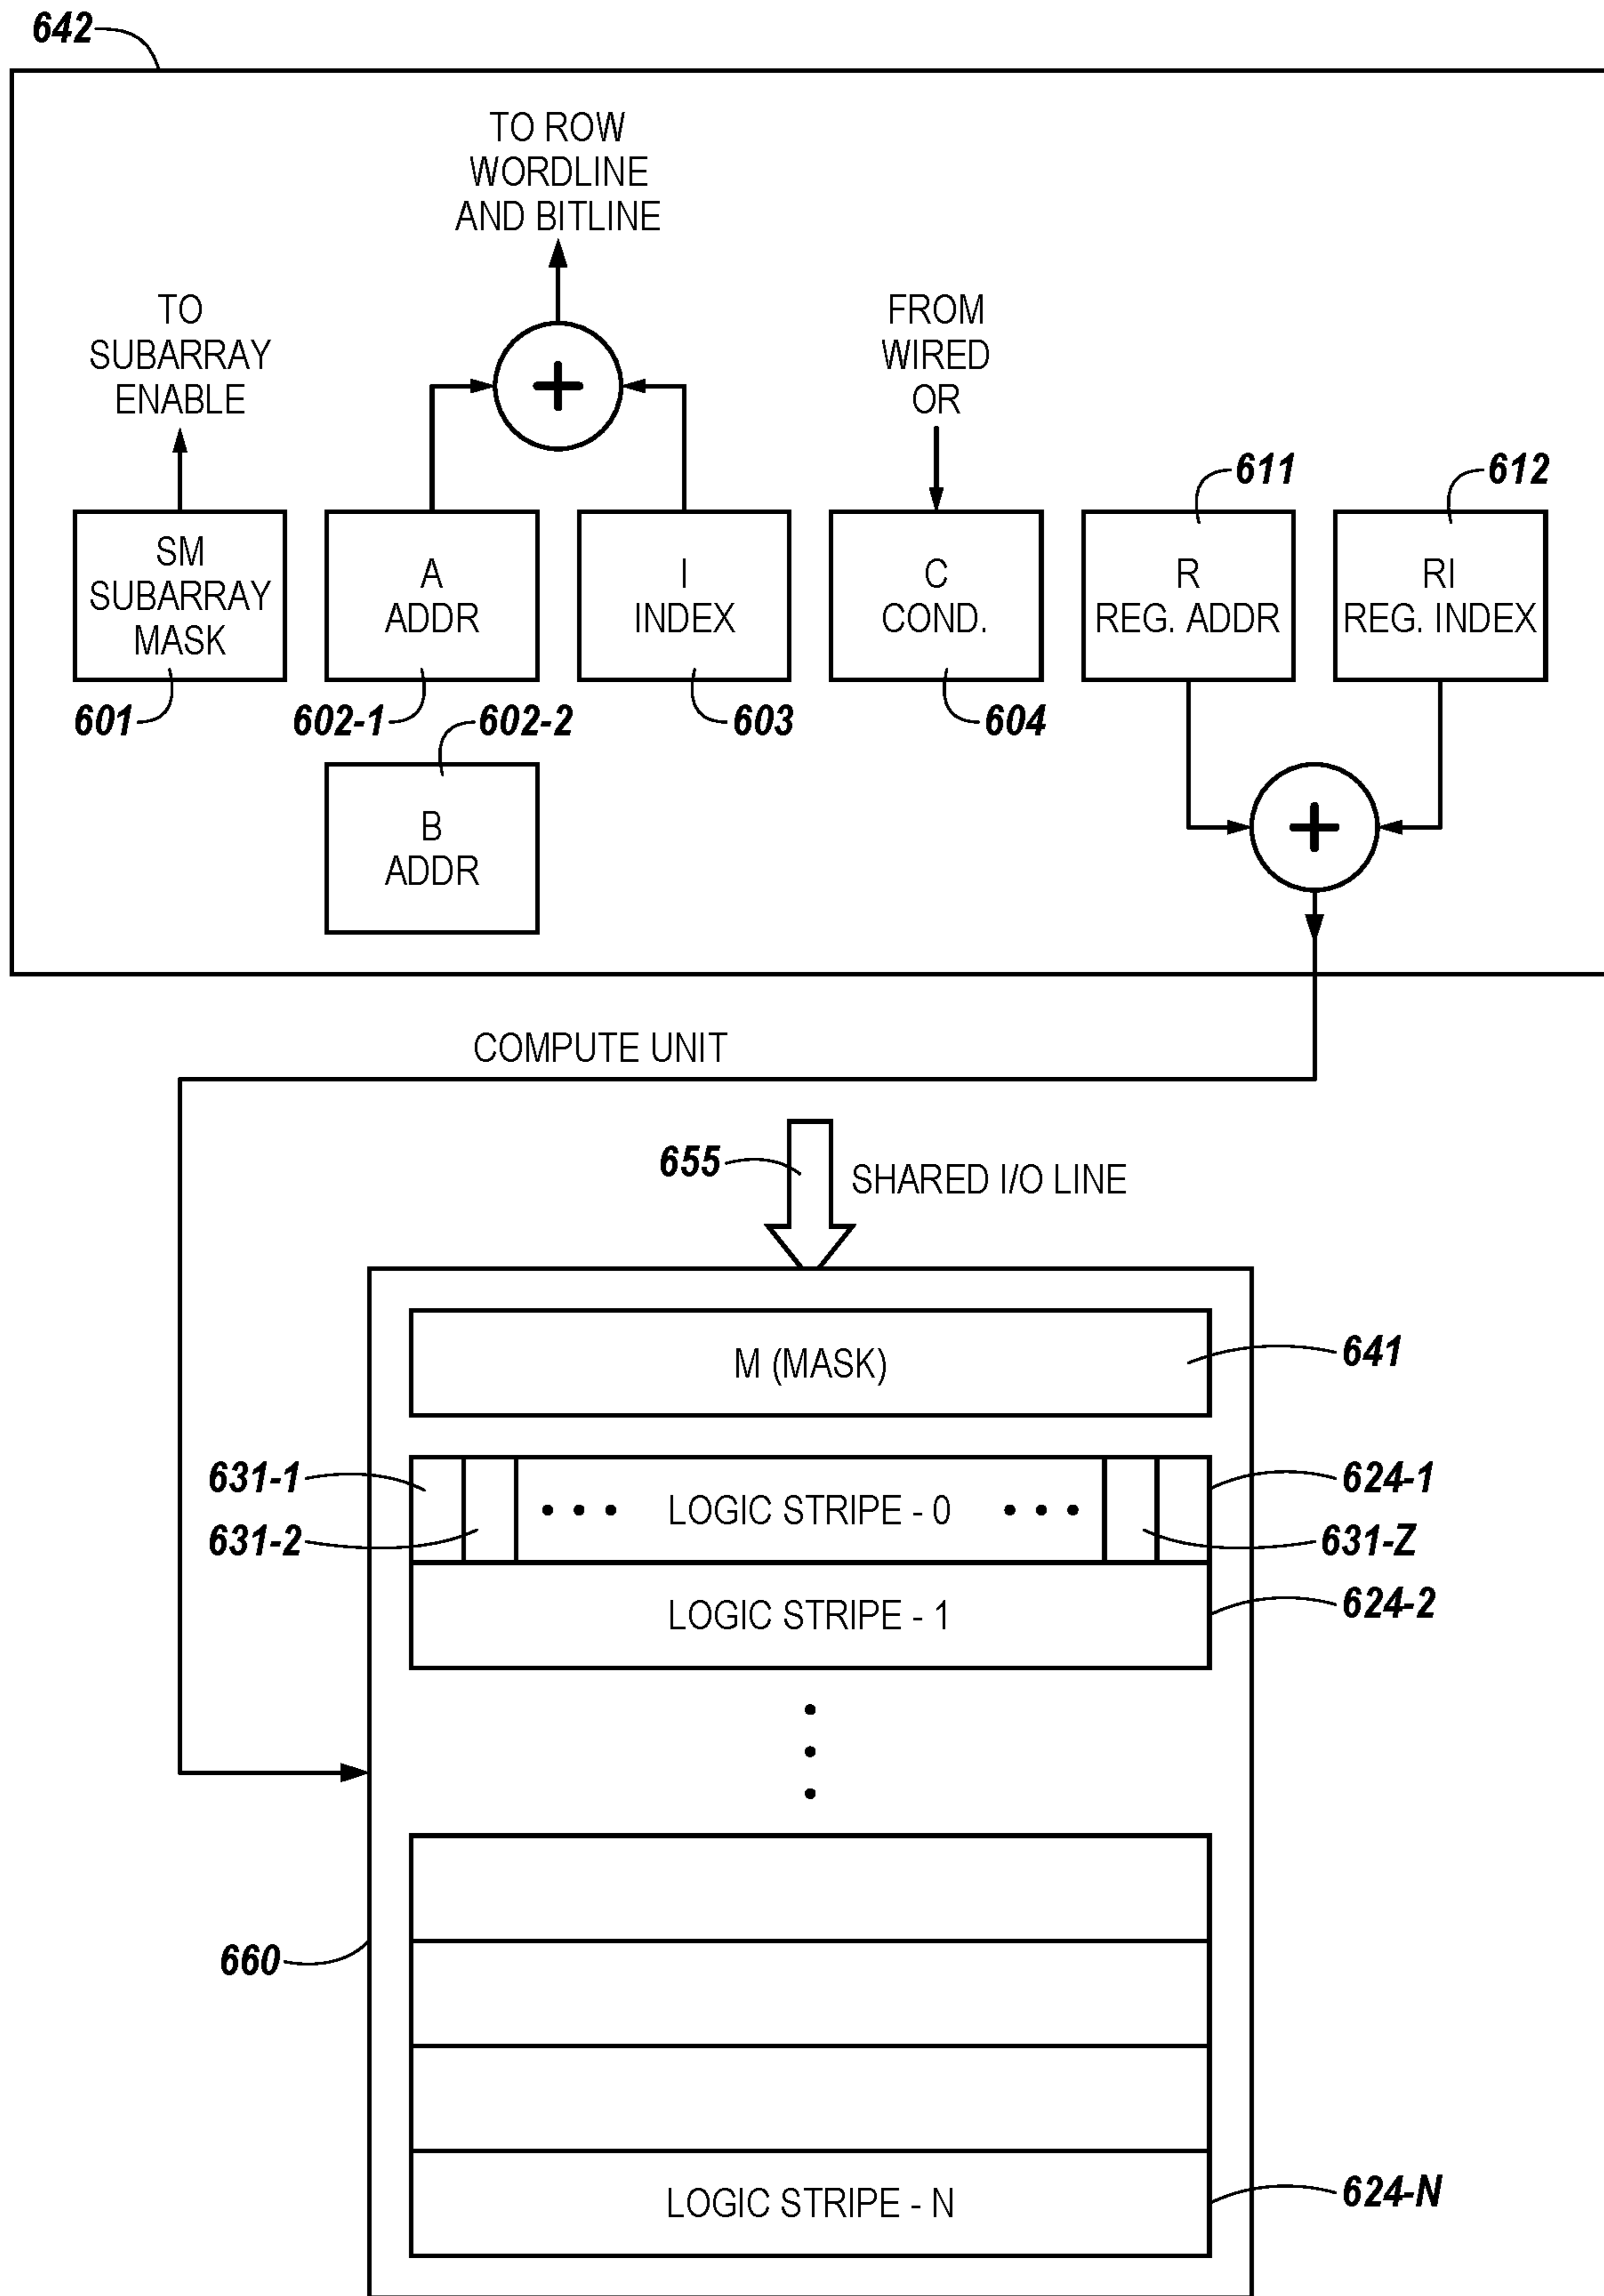 642
TO ROW
WORDLINE
AND BITLINE
TO
SUBARRAY
ENABLE
+
FROM
WIRED
OR
611
612
SM
SUBARRAY
MASK
A
ADDR
I
INDEX
C
COND.
R
REG. ADDR
RI
REG. INDEX
601
602-1
602-2
603
604
B
ADDR
+
COMPUTE UNIT
655
SHARED I/O LINE
M (MASK)
641
631-1
631-2
• • • LOGIC STRIPE - 0 • • •
624-1
631-Z
LOGIC STRIPE - 1
624-2
660
LOGIC STRIPE - N
624-N